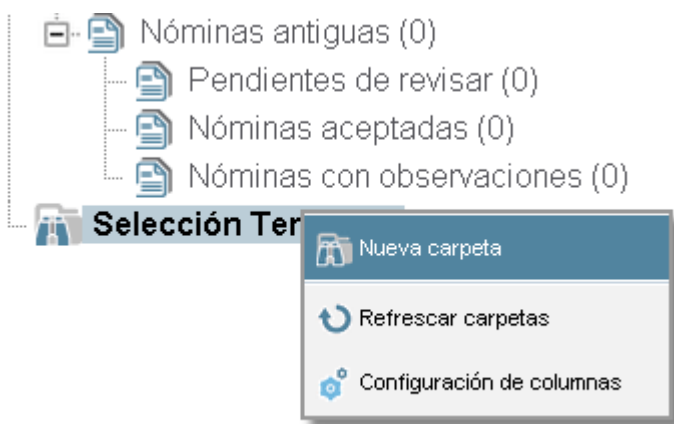 Nóminas antiguas (0)
Pendientes de revisar (0)
Nóminas aceptadas (0)
Nóminas con observaciones (0)
Selección
Nueva carpeta
Refrescar carpetas
Configuración de columnas